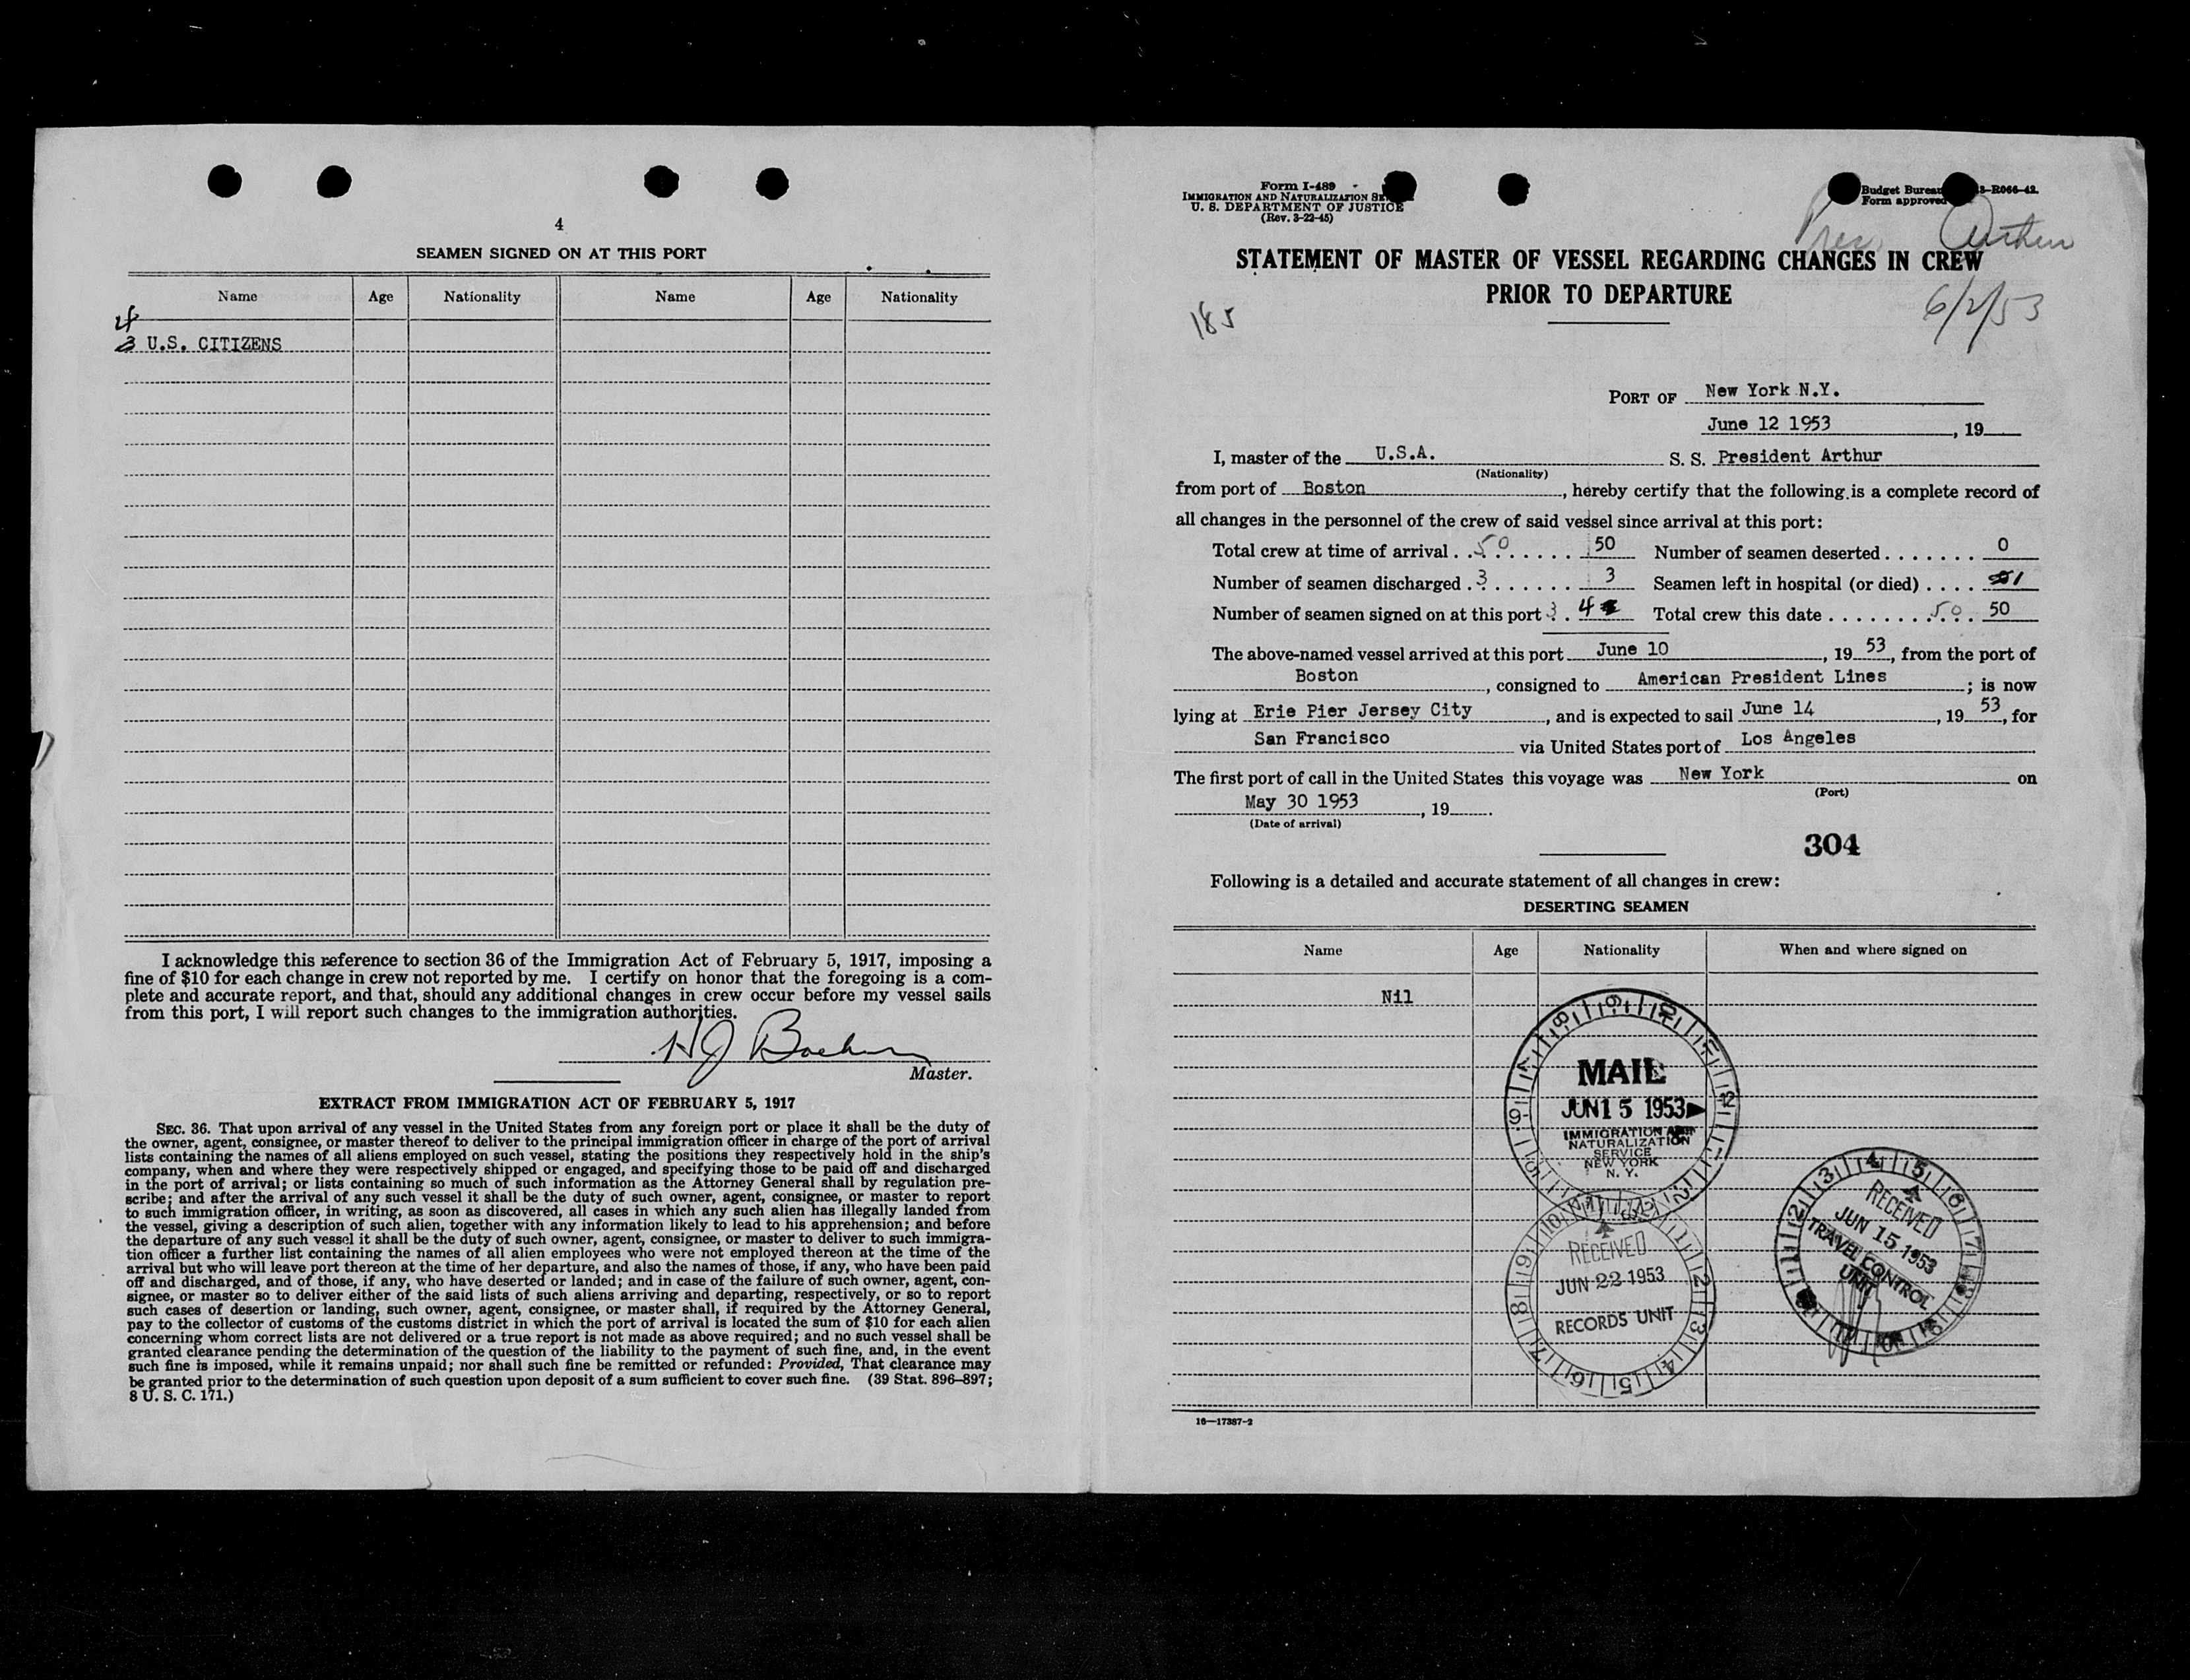 4
SEAMEN SIGNED ON AT THIS PORT
Name Age Nationality Name Age Nationality
4
3 U.S. CITIZENS
I acknowledge this reference to section 36 of the Immigration Act of February 5, 1917, imposing a
fine of $10 for each change in crew not reported by me. I certify on honor that the foregoing is a com-
plete and accurate report, and that, should any additional changes in crew occur before my vessel sails
from this port, I will report such changes to the immigration authorities.
HJ
Master.
EXTRACT FROM IMMIGRATION ACT OF FEBRUARY 5, 1917
SEC. 36. That upon arrival of any vessel in the United States from any foreign port or place it shall be the duty of
the owner, agent, consignee, or master thereof to deliver to the principal immigration officer in charge of the port of arrival
lists containing the names of all aliens employed on such vessel, stating the positions they respectively hold in the ship's
company, when and where they were respectively shipped or engaged, and specifying those to be paid off and discharged
in the port of arrival; or lists containing so much of such information as the Attorney General shall by regulation pre-
scribe; and after the arrival of any such vessel it shall be the duty of such owner, agent, consignee, or master to report
to such immigration officer, in writing, as soon as discovered, all cases in which any such alien has illegally landed from
the vessel, giving a description of such alien, together with any information likely to lead to his apprehension; and before
the departure of any such vessel it shall be the duty of such owner, agent, consignee, or master to deliver to such immigra-
tion officer a further list containing the names of all alien employees who were not employed thereon at the time of the
arrival but who will leave port thereon at the time of her departure, and also the names of those, if any, who have been paid
off and discharged, and of those, if any, who have deserted or landed; and in case of the failure of such owner, agent, con-
signee, or master so to deliver either of the said lists of such aliens arriving and departing, respectively, or so to report
such cases of desertion or landing, such owner, agent, consignee, or master shall, if required by the Attorney General,
pay to the collector of customs of the customs district in which the port of arrival is located the sum of $10 for each alien
concerning whom correct lists are not delivered or a true report is not made as above required; and no such vessel shall be
granted clearance pending the determination of the question of the liability to the payment of such fine, and, in the event
such fine is imposed, while it remains unpaid; nor shall such fine be remitted or refunded: Provided, That clearance may
be granted prior to the determination of such question upon deposit of a sum sufficient to cover such fine. (39 Stat. 896–897;
8 U. S. C. 171.)
Form I-489
IMMIGRATION AND NATURALIZATION
U. S. DEPARTMENT OF JUSTICE
(Rev. 3-22-45)
Budget Bureau -R066-42.
Form approved
Pres. Arthur
STATEMENT OF MASTER OF VESSEL REGARDING CHANGES IN CREW
PRIOR TO DEPARTURE
185
6/2/53
PORT OF New York N.Y.
June 12 1953, 19
I, master of the U.S.A. S. S. President Arthur
(Nationality)
from port of Boston, hereby certify that the following is a complete record of
all changes in the personnel of the crew of said vessel since arrival at this port:
Total crew at time of arrival 50 50 Number of seamen deserted 0
Number of seamen discharged 3 3 Seamen left in hospital (or died) 1
Number of seamen signed on at this port 3 4 Total crew this date 50 50
The above-named vessel arrived at this port June 10, 1953, from the port of
Boston, consigned to American President Lines; is now
lying at Erie Pier Jersey City, and is expected to sail June 14, 1953, for
San Francisco via United States port of Los Angeles
The first port of call in the United States this voyage was New York on
(Port)
May 30 1953, 19.
(Date of arrival)
304
Following is a detailed and accurate statement of all changes in crew:
DESERTING SEAMEN
Name Age Nationality When and where signed on
Nil
MAIL
JUN 15 1953
IMMIGRATION AND
NATURALIZATION
SERVICE
NEW YORK
N. Y.
RECEIVED
JUN 15 1953
TRAVEL CONTROL
UNIT
RECEIVED
JUN 22 1953
RECORDS UNIT
16—17387-2